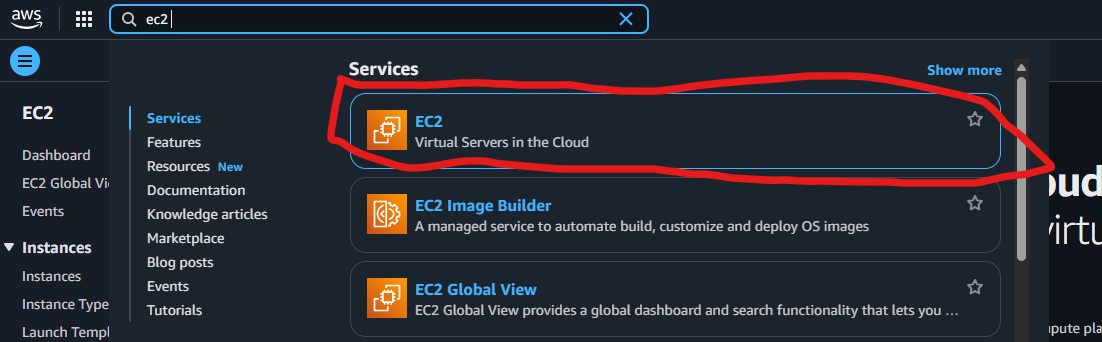 aws
ec2
EC2
Dashboard
EC2 Global Vi
Events
Instances
Instances
Instance Type
Launch Templ
Services
Features
Resources New
Documentation
Knowledge articles
Marketplace
Blog posts
Events
Tutorials
Services
Show more
EC2
Virtual Servers in the Cloud
EC2 Image Builder
A managed service to automate build, customize and deploy OS images
EC2 Global View
EC2 Global View provides a global dashboard and search functionality that lets you ...
oud
virtu
npute pla